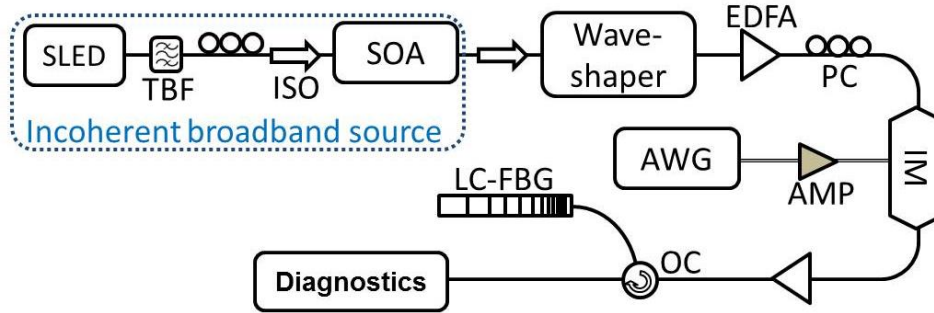 SLED
TBF
ISO
SOA
Incoherent broadband source
Wave-
shaper
EDFA
PC
IM
AWG
AMP
LC-FBG
OC
Diagnostics